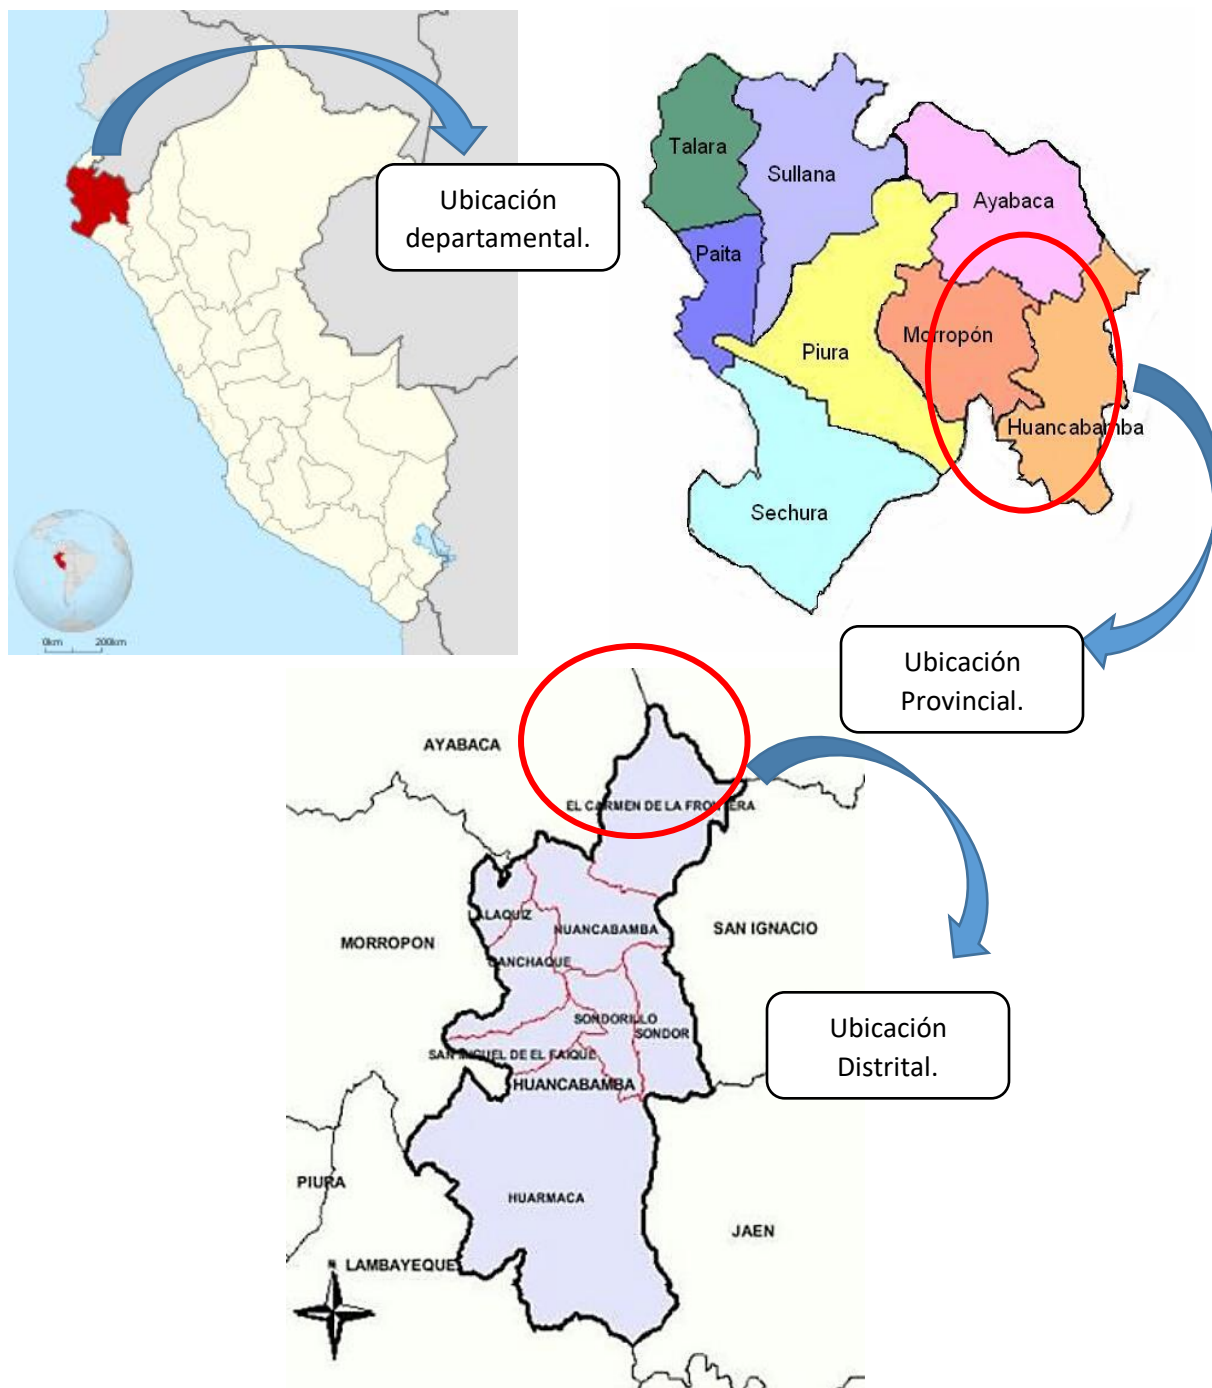 Ubicación
departamental.
0km 200km
Talara
Sullana
Ayabaca
Paita
Morropón
Piura
Huancabamba
Sechura
Ubicación
Provincial.
AYABACA
EL CARMEN DE LA FRONTERA
LALAQUIZ
HUANCABAMBA
SAN IGNACIO
MORROPON
CANCHAQUE
SONDORILLO
SONDOR
SAN MIGUEL DE EL FAIQUE
HUANCABAMBA
Ubicación
Distrital.
PIURA
HUARMACA
JAEN
N
LAMBAYEQUE